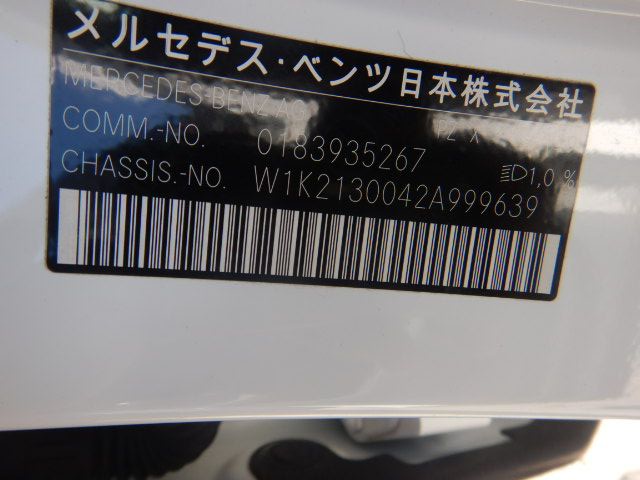 メルセデス・ベンツ日本株式会社
MERCEDES-BENZ AG
COMM.-NO. 0183935267
CHASSIS.-NO. W1K2130042A999639
1,0 %